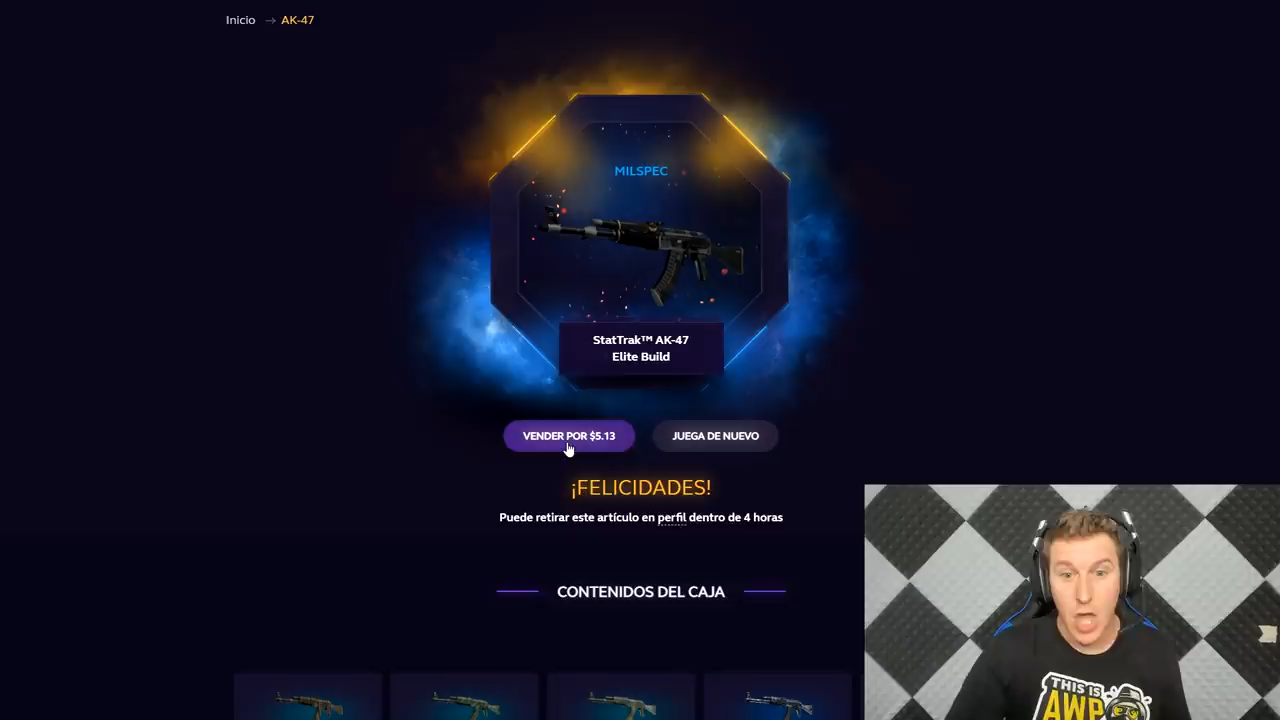 Inicio → AK-47
MILSPEC
StatTrak™ AK-47
Elite Build
VENDER POR $5.13
JUEGA DE NUEVO
¡FELICIDADES!
Puede retirar este artículo en perfil dentro de 4 horas
CONTENIDOS DEL CAJA
THIS IS
AWP